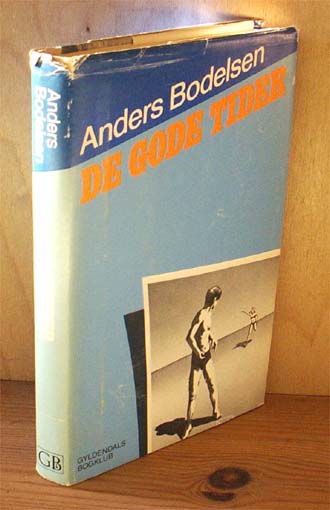 Anders
Bodelsen
Anders Bodelsen
DE GODE TIDER
GB
GYLDENDALS
BOGKLUB